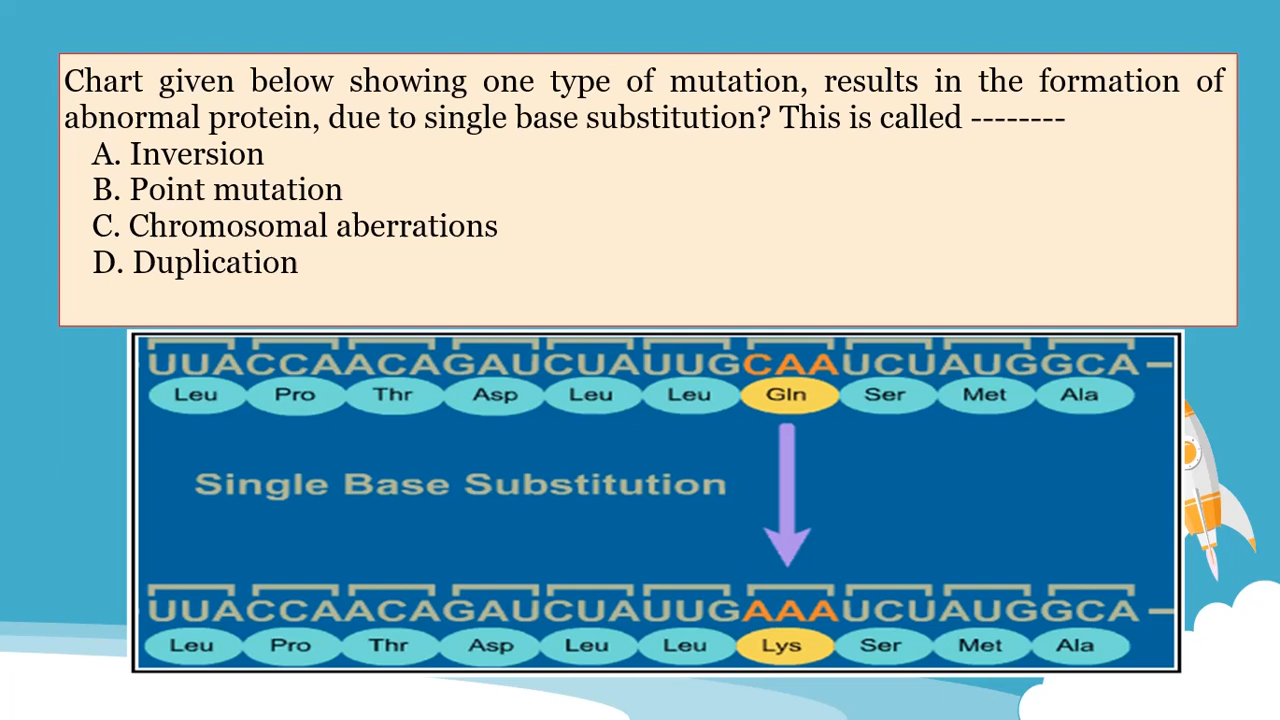 Chart given below showing one type of mutation, results in the formation of
abnormal protein, due to single base substitution? This is called --------
A. Inversion
B. Point mutation
C. Chromosomal aberrations
D. Duplication
UUACCAACAGAUCUAUUGCAAUCUAUGGCA–
Leu Pro Thr Asp Leu Leu Gln Ser Met Ala
Single Base Substitution
UUACCAACAGAUCUAUUGAAAUCUAUGGCA–
Leu Pro Thr Asp Leu Leu Lys Ser Met Ala